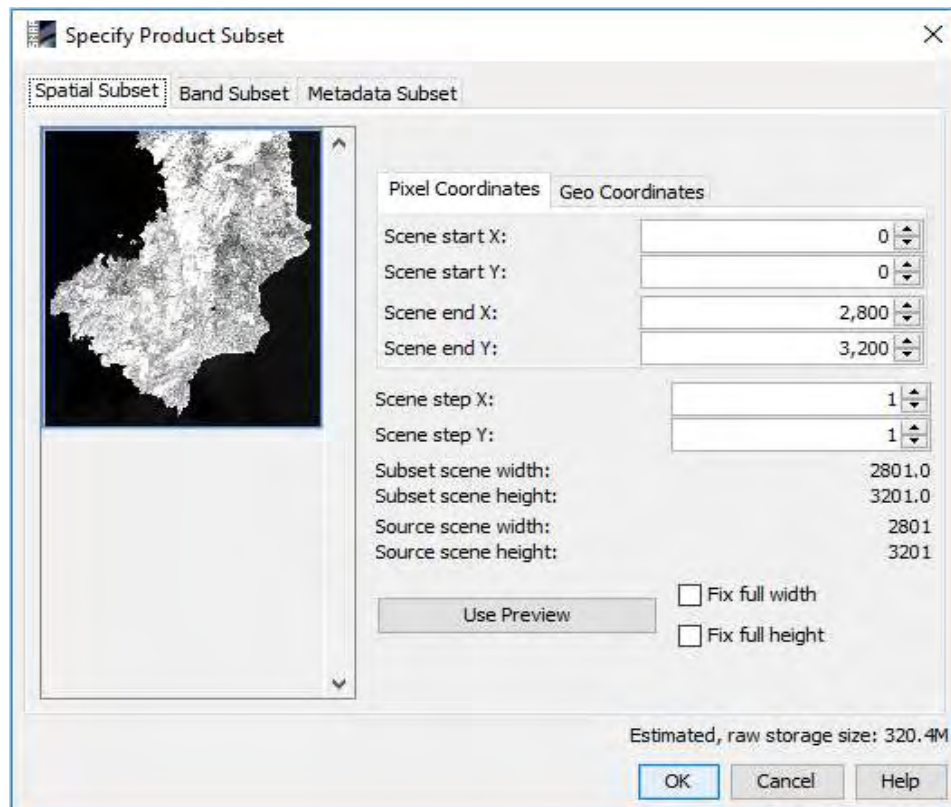 SNAP
Specify Product Subset
Spatial Subset Band Subset Metadata Subset
Pixel Coordinates Geo Coordinates
Scene start X: 0
Scene start Y: 0
Scene end X: 2,800
Scene end Y: 3,200
Scene step X: 1
Scene step Y: 1
Subset scene width: 2801.0
Subset scene height: 3201.0
Source scene width: 2801
Source scene height: 3201
Use Preview
Fix full width
Fix full height
Estimated, raw storage size: 320.4M
OK Cancel Help